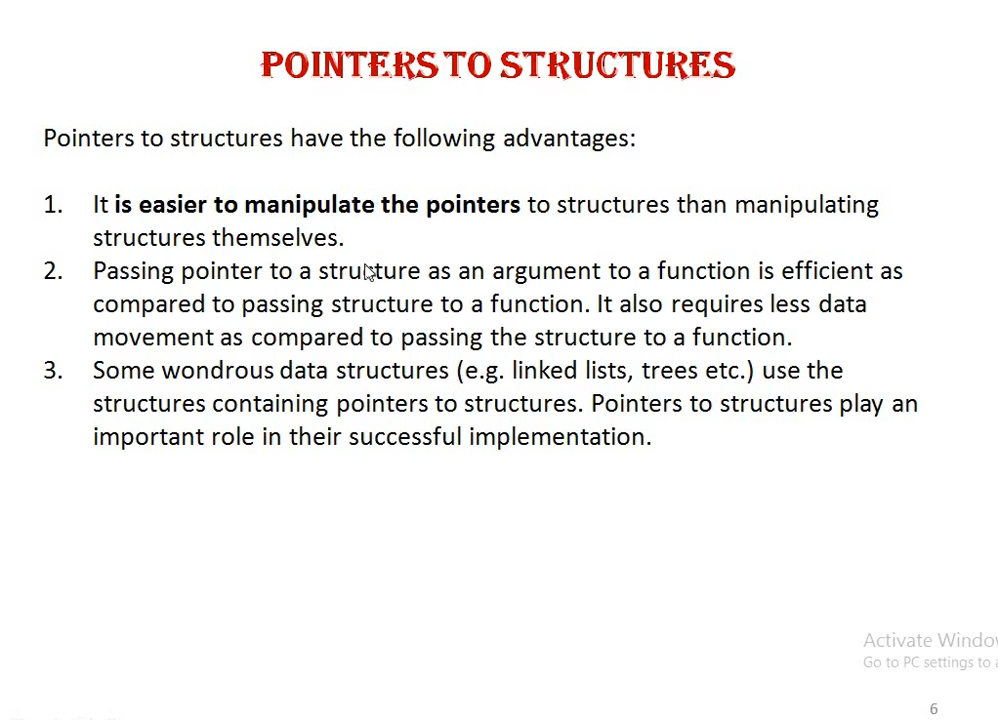 POINTERS TO STRUCTURES
Pointers to structures have the following advantages:
1. It is easier to manipulate the pointers to structures than manipulating
structures themselves.
2. Passing pointer to a structure as an argument to a function is efficient as
compared to passing structure to a function. It also requires less data
movement as compared to passing the structure to a function.
3. Some wondrous data structures (e.g. linked lists, trees etc.) use the
structures containing pointers to structures. Pointers to structures play an
important role in their successful implementation.
Activate Windo
Go to PC settings to a
6